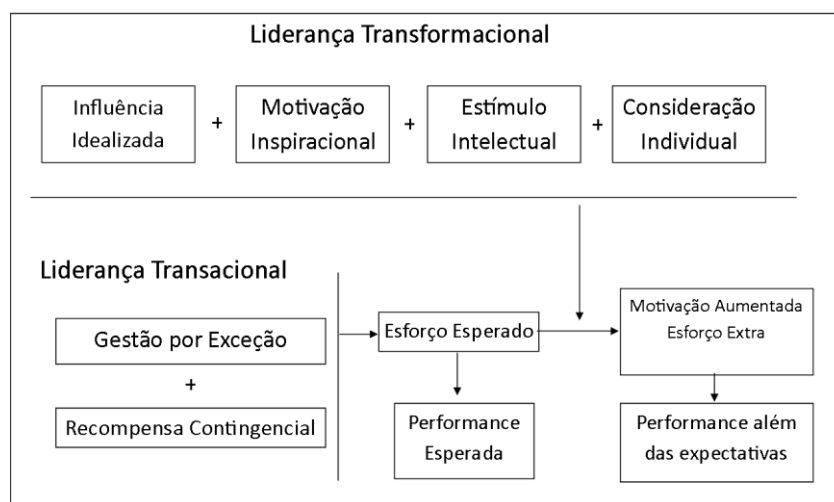 Liderança Transformacional
Influência
Idealizada
+
Motivação
Inspiracional
+
Estímulo
Intelectual
+
Consideração
Individual
Liderança Transacional
Gestão por Exceção
+
Recompensa Contingencial
Esforço Esperado
Performance
Esperada
Motivação Aumentada
Esforço Extra
Performance além
das expectativas